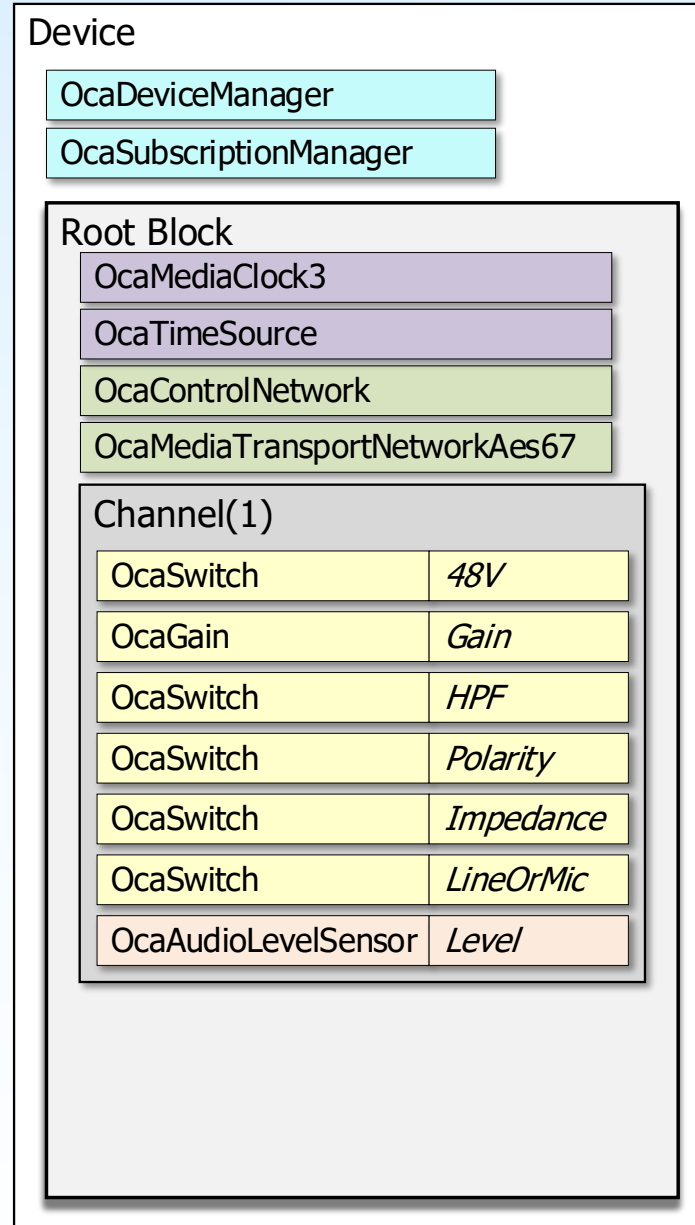 Device
OcaDeviceManager
OcaSubscriptionManager
Root Block
OcaMediaClock3
OcaTimeSource
OcaControlNetwork
OcaMediaTransportNetworkAes67
Channel(1)
OcaSwitch 48V
OcaGain Gain
OcaSwitch HPF
OcaSwitch Polarity
OcaSwitch Impedance
OcaSwitch LineOrMic
OcaAudioLevelSensor Level